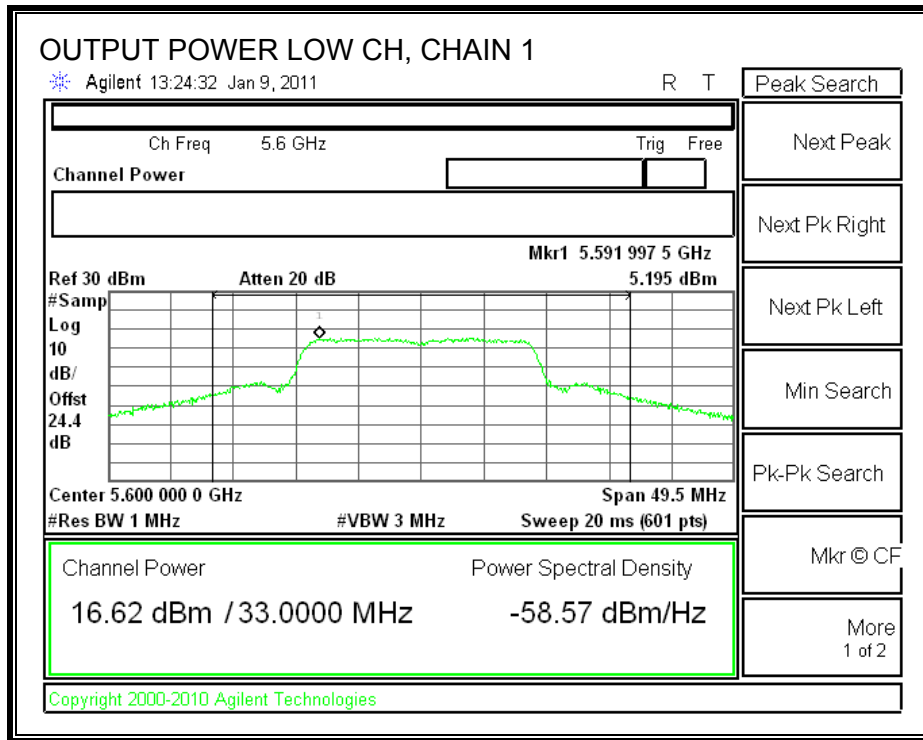 OUTPUT POWER LOW CH, CHAIN 1
Agilent 13:24:32 Jan 9, 2011 R T
Peak Search
Ch Freq 5.6 GHz Trig Free
Channel Power
Next Peak
Next Pk Right
Mkr1 5.591 997 5 GHz
Ref 30 dBm Atten 20 dB 5.195 dBm
#Samp
Log
10
dB/
Offst
24.4
dB
1
Next Pk Left
Min Search
Pk-Pk Search
Center 5.600 000 0 GHz Span 49.5 MHz
#Res BW 1 MHz #VBW 3 MHz Sweep 20 ms (601 pts)
Channel Power Power Spectral Density
16.62 dBm / 33.0000 MHz -58.57 dBm/Hz
Mkr © CF
More
1 of 2
Copyright 2000-2010 Agilent Technologies